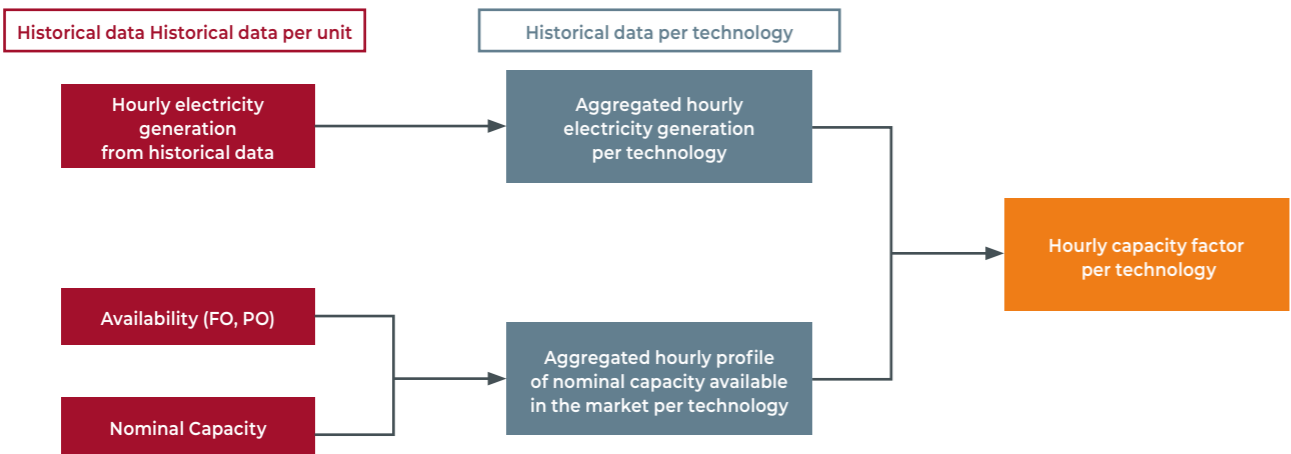 Historical data Historical data per unit
Historical data per technology
Hourly electricity
generation
from historical data
Aggregated hourly
electricity generation
per technology
Hourly capacity factor
per technology
Availability (FO, PO)
Aggregated hourly profile
of nominal capacity available
in the market per technology
Nominal Capacity